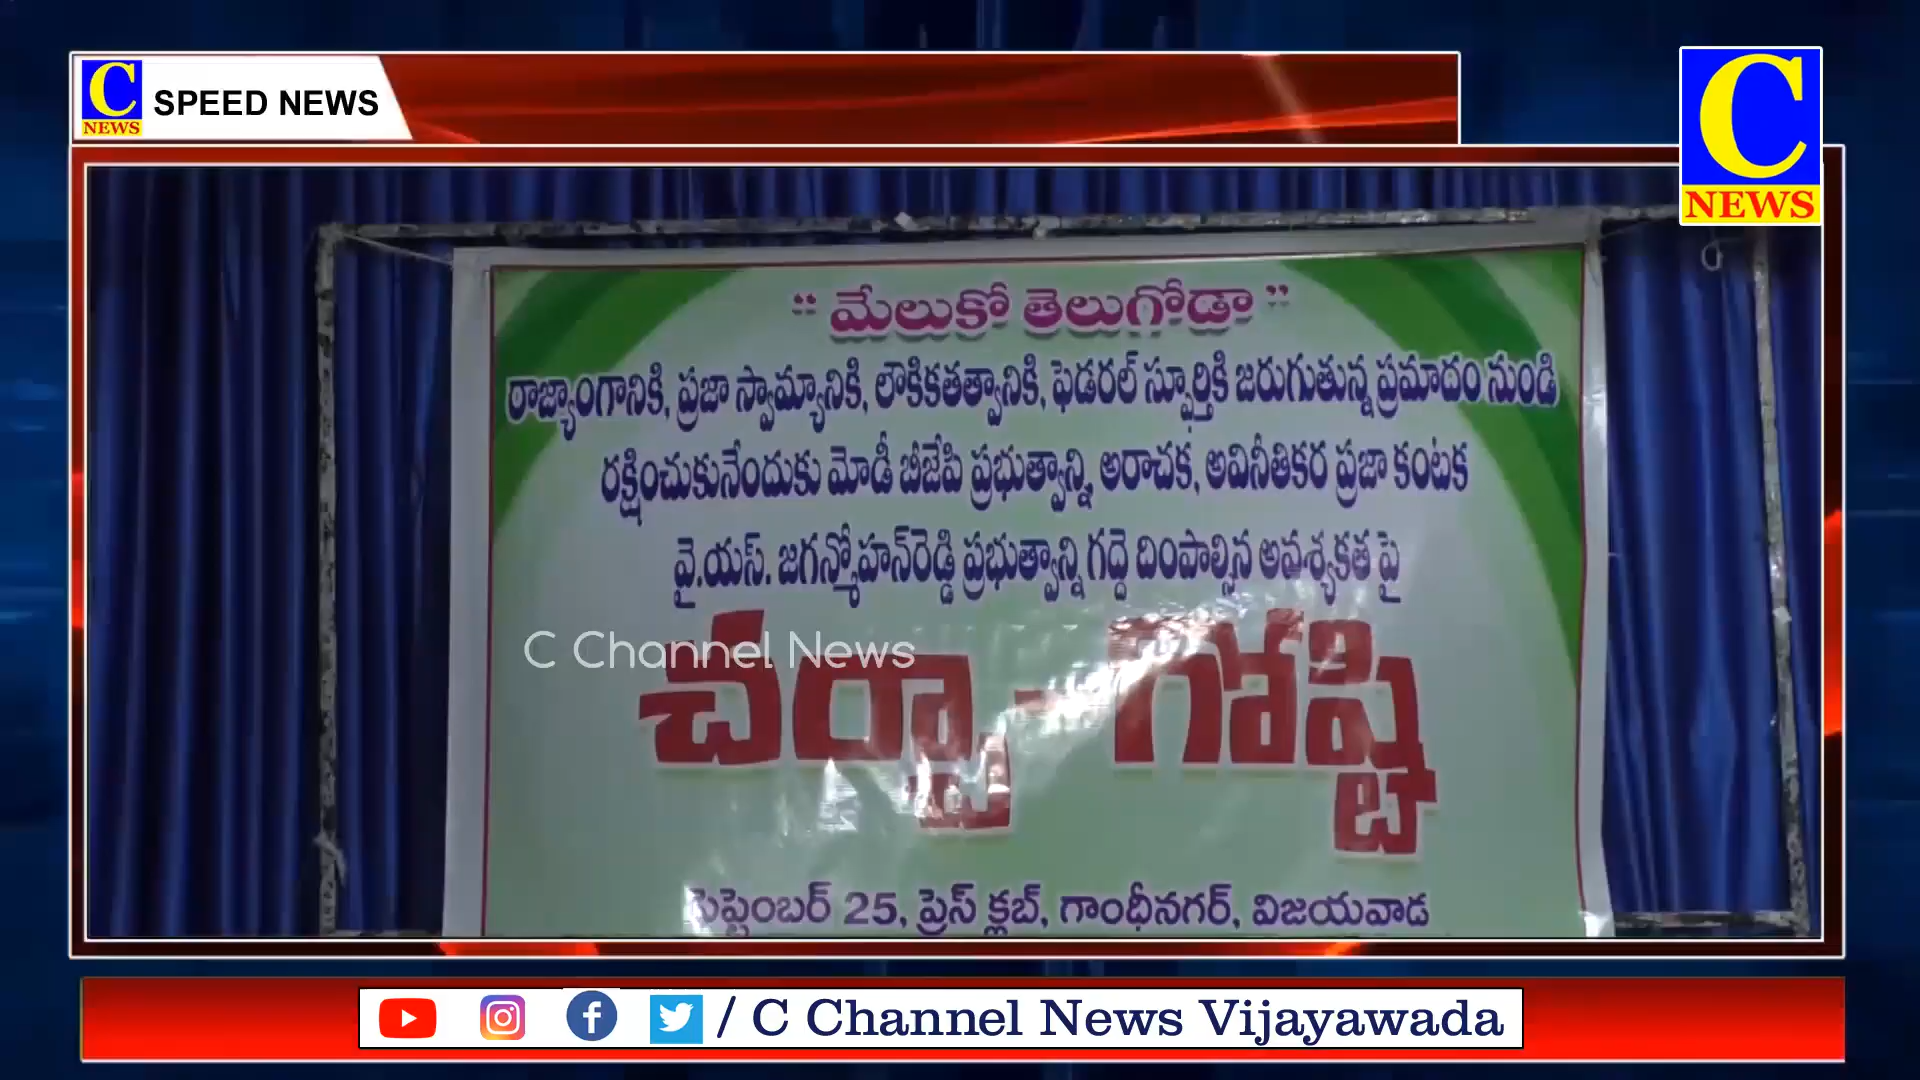 C
NEWS
SPEED NEWS
C
NEWS
“ మేలుకో తెలుగోడా ”
రాజ్యాంగానికి, ప్రజా స్వామ్యానికి, లౌకికతత్వానికి, ఫెడరల్ స్ఫూర్తికి జరుగుతున్న ప్రమాదం నుండి
రక్షించుకునేందుకు మోడీ బీజేపి ప్రభుత్వాన్ని, అరాచక, అవినీతికర ప్రజా కంటక
వై.యస్. జగన్మోహన్‌రెడ్డి ప్రభుత్వాన్ని గద్దె దింపాల్సిన అవశ్యకత పై
C Channel News
చర్చా - గోష్టి
సెప్టెంబర్ 25, ప్రెస్ క్లబ్, గాంధీనగర్, విజయవాడ
/ C Channel News Vijayawada